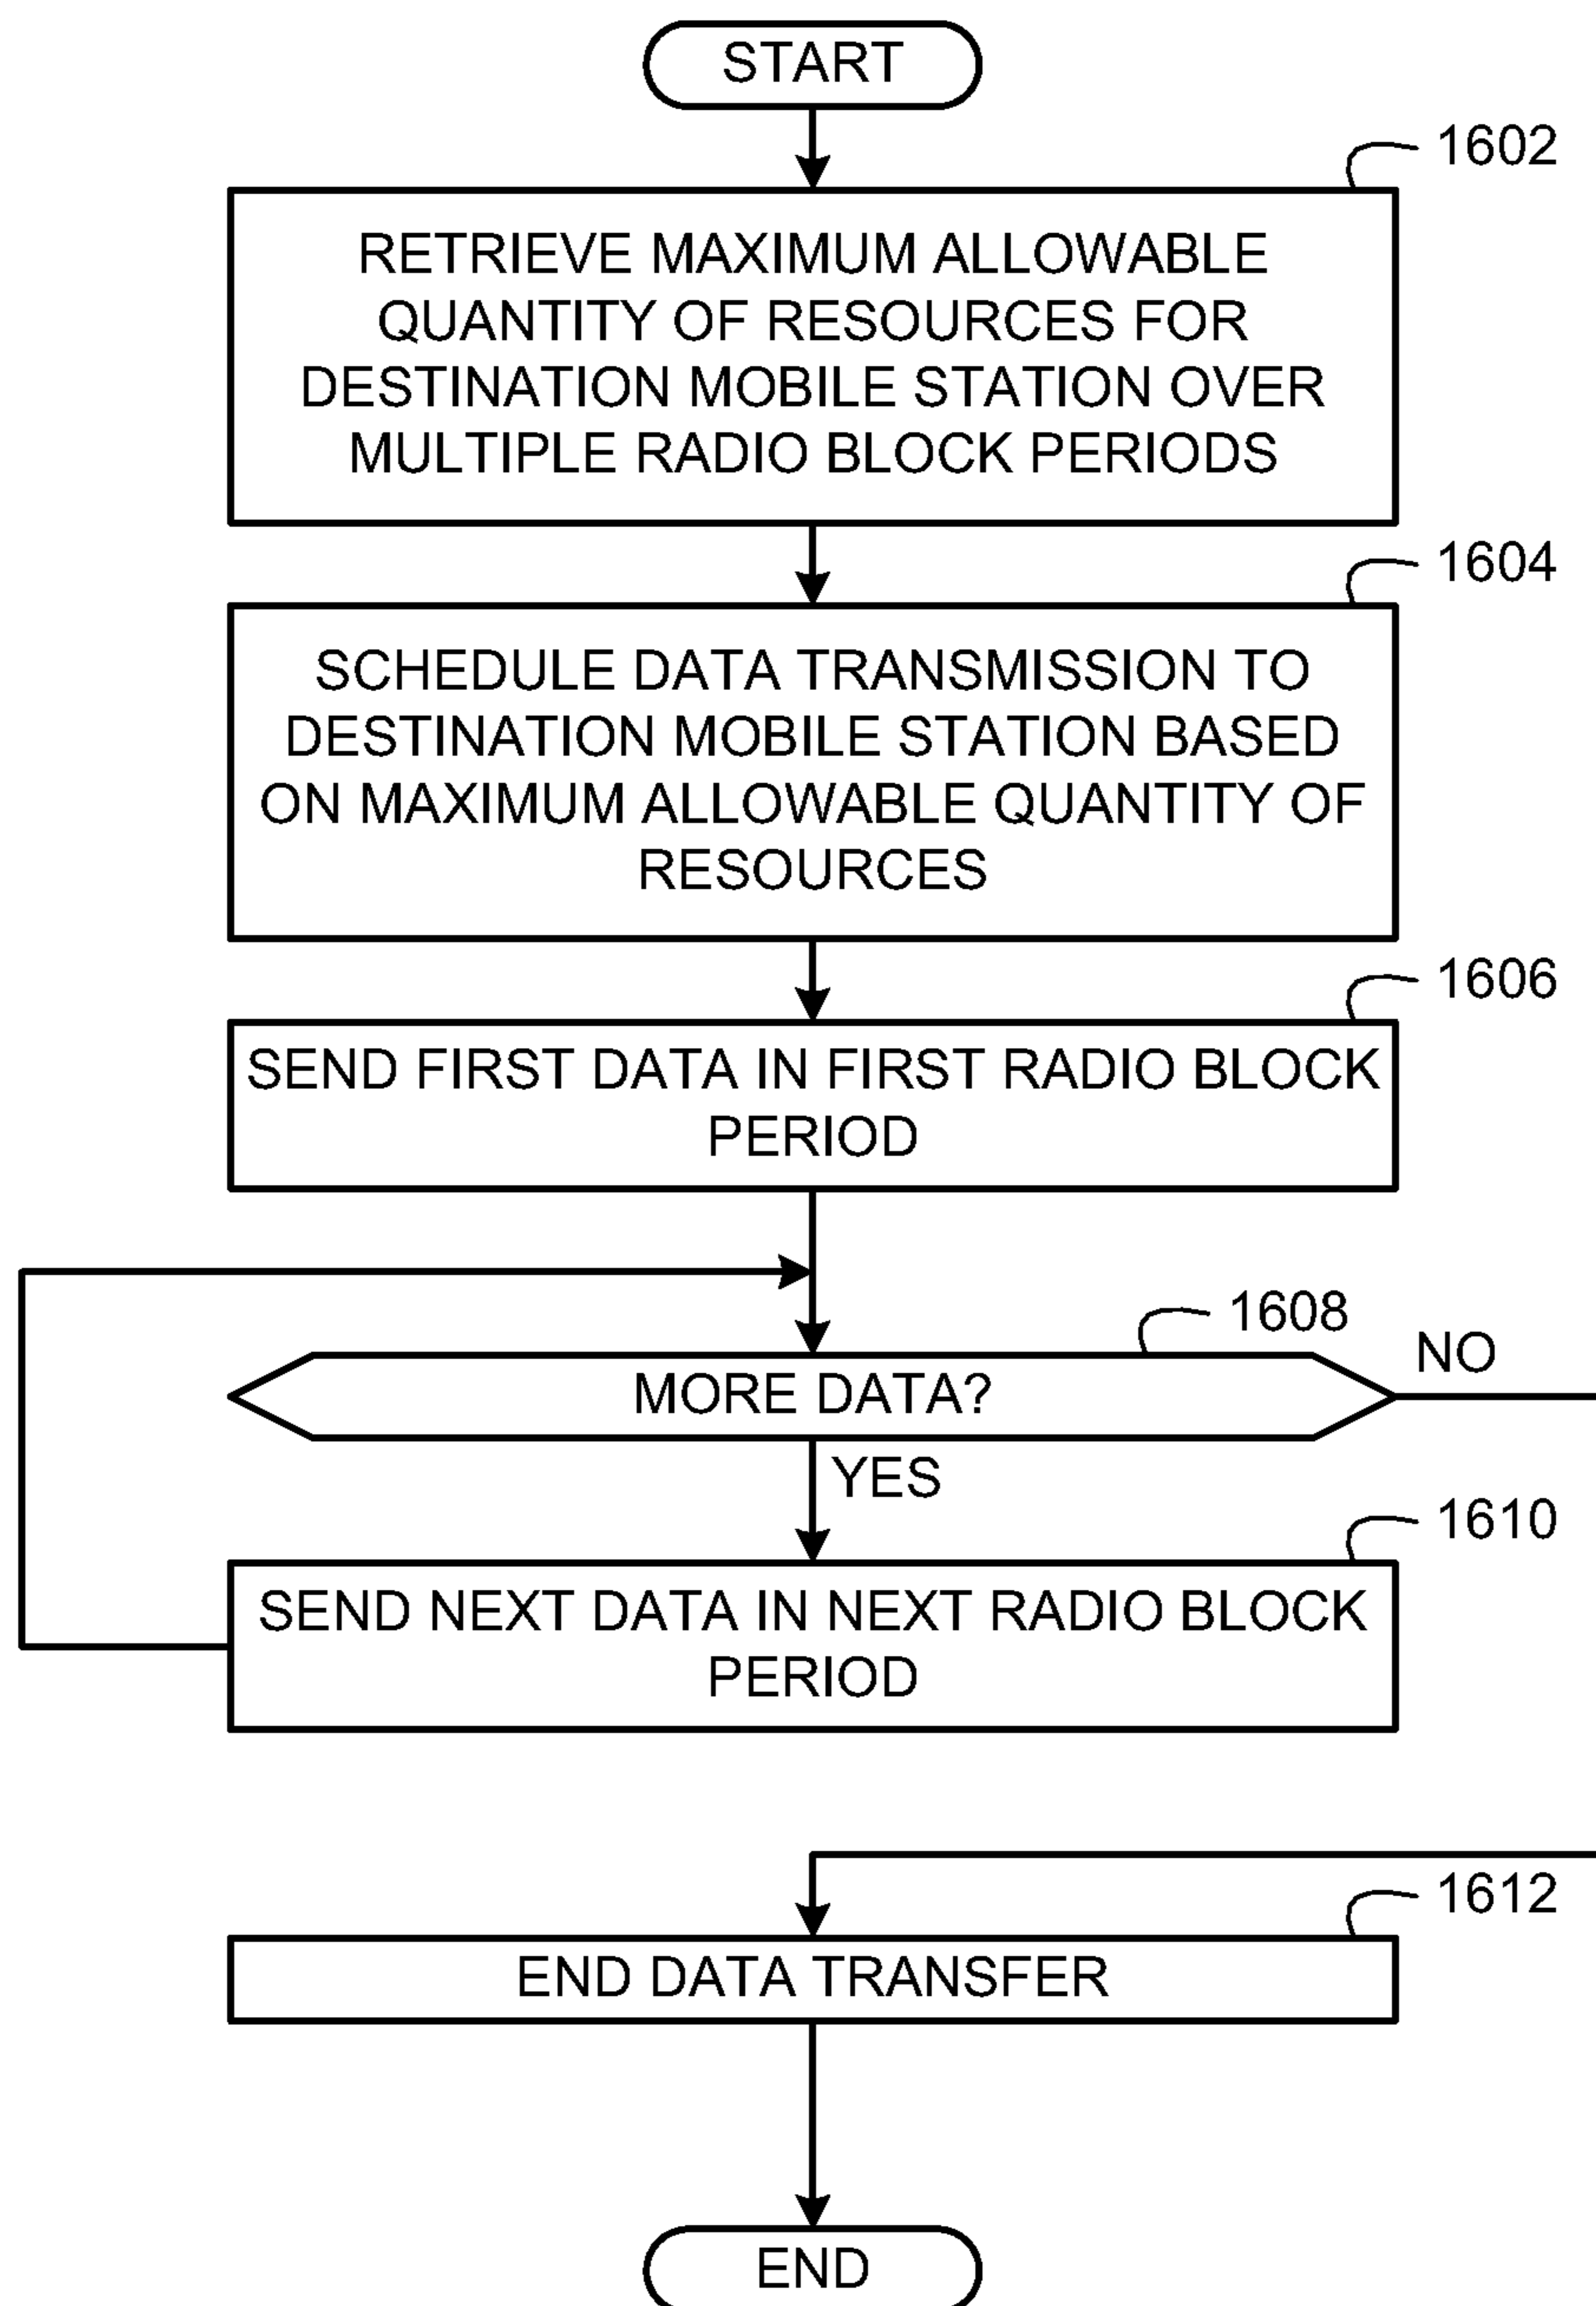 START
1602
RETRIEVE MAXIMUM ALLOWABLE
QUANTITY OF RESOURCES FOR
DESTINATION MOBILE STATION OVER
MULTIPLE RADIO BLOCK PERIODS
1604
SCHEDULE DATA TRANSMISSION TO
DESTINATION MOBILE STATION BASED
ON MAXIMUM ALLOWABLE QUANTITY OF
RESOURCES
1606
SEND FIRST DATA IN FIRST RADIO BLOCK
PERIOD
1608
NO
MORE DATA?
YES
1610
SEND NEXT DATA IN NEXT RADIO BLOCK
PERIOD
1612
END DATA TRANSFER
END